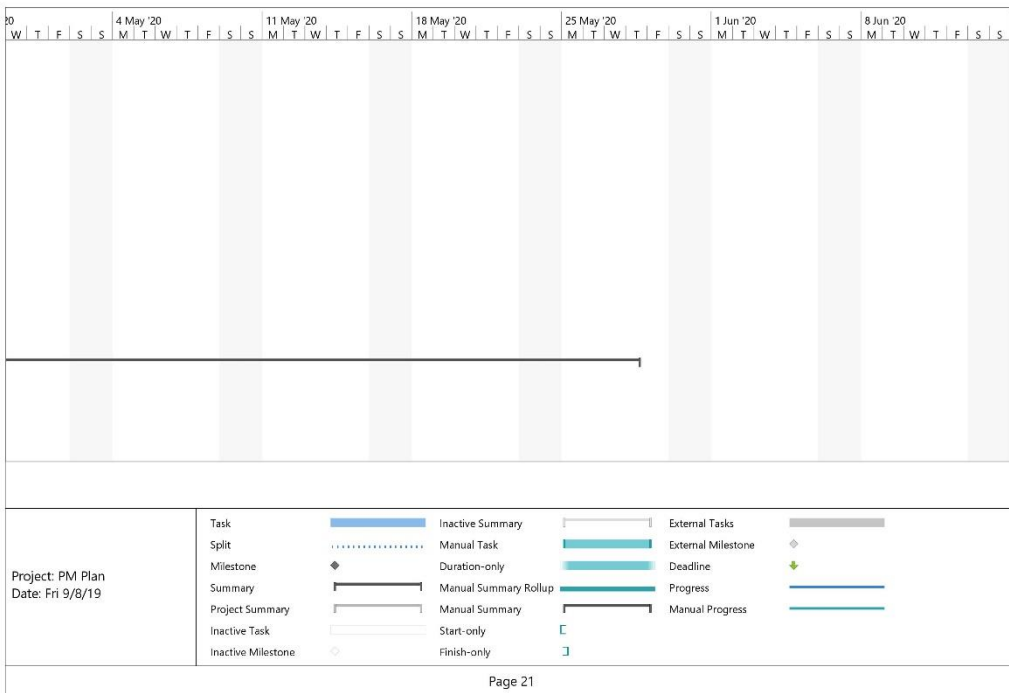 20 4 May '20 11 May '20 18 May '20 25 May '20 1 Jun '20 8 Jun '20
W T F S S M T W T F S S M T W T F S S M T W T F S S M T W T F S S M T W T F S S M T W T F S S
Task Inactive Summary External Tasks
Split Manual Task External Milestone
Milestone Duration-only Deadline
Summary Manual Summary Rollup Progress
Project Summary Manual Summary Manual Progress
Inactive Task Start-only
Inactive Milestone Finish-only
Project: PM Plan
Date: Fri 9/8/19
Page 21